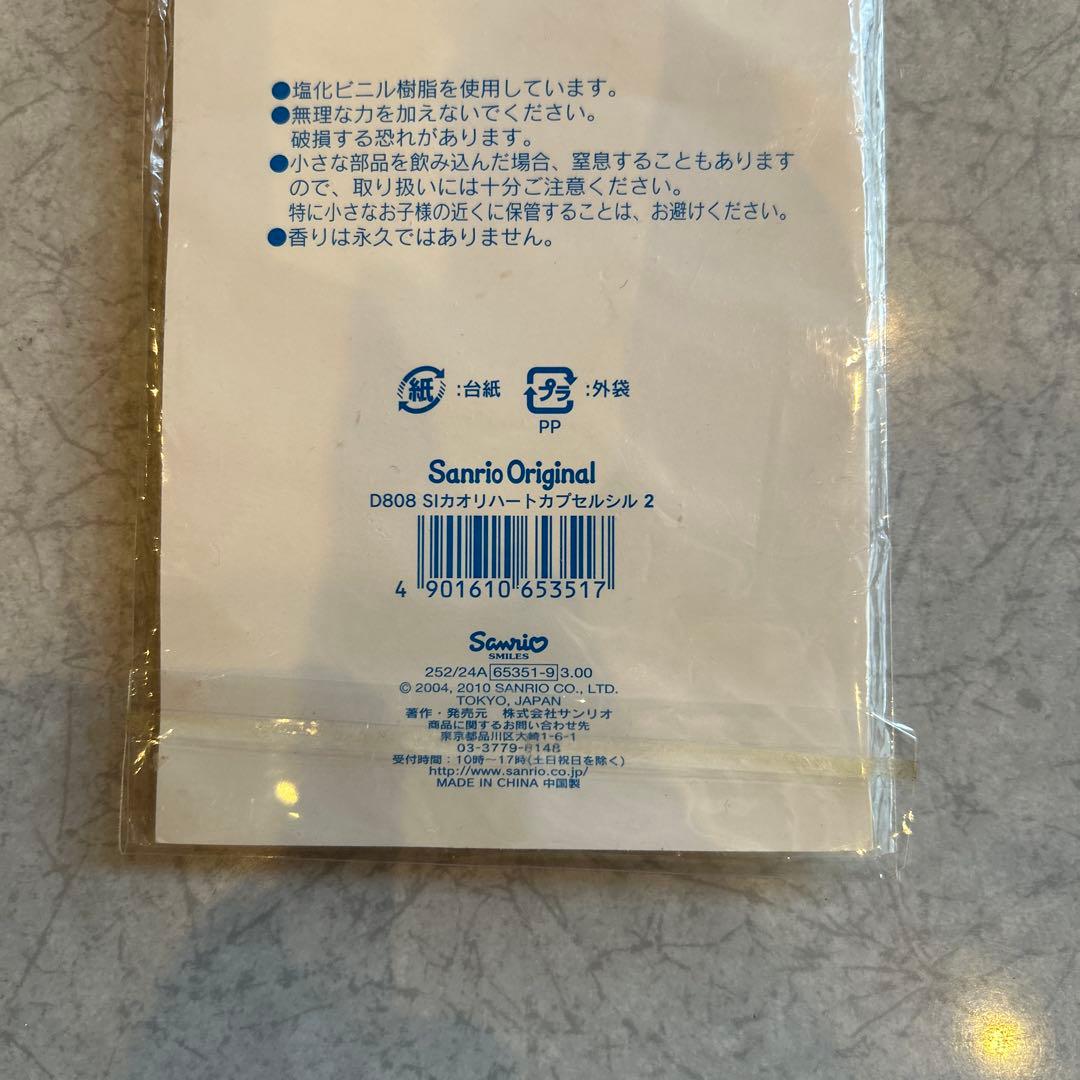 ●塩化ビニル樹脂を使用しています。
●無理な力を加えないでください。
破損する恐れがあります。
●小さな部品を飲み込んだ場合、窒息することもあります
ので、取り扱いには十分ご注意ください。
特に小さなお子様の近くに保管することは、お避けください。
●香りは永久ではありません。
紙 :台紙 プラ :外袋
PP
Sanrio Original
D808 SIカオリハートカプセルシル 2
4 901610 653517
Sanrio
SMILES
252/24A 65351-9 3.00
© 2004, 2010 SANRIO CO., LTD.
TOKYO, JAPAN
著作・発売元 株式会社サンリオ
商品に関するお問い合わせ先
東京都品川区大崎1-6-1
03-3779-8148
受付時間：10時～17時(土日祝日を除く)
http://www.sanrio.co.jp/
MADE IN CHINA 中国製